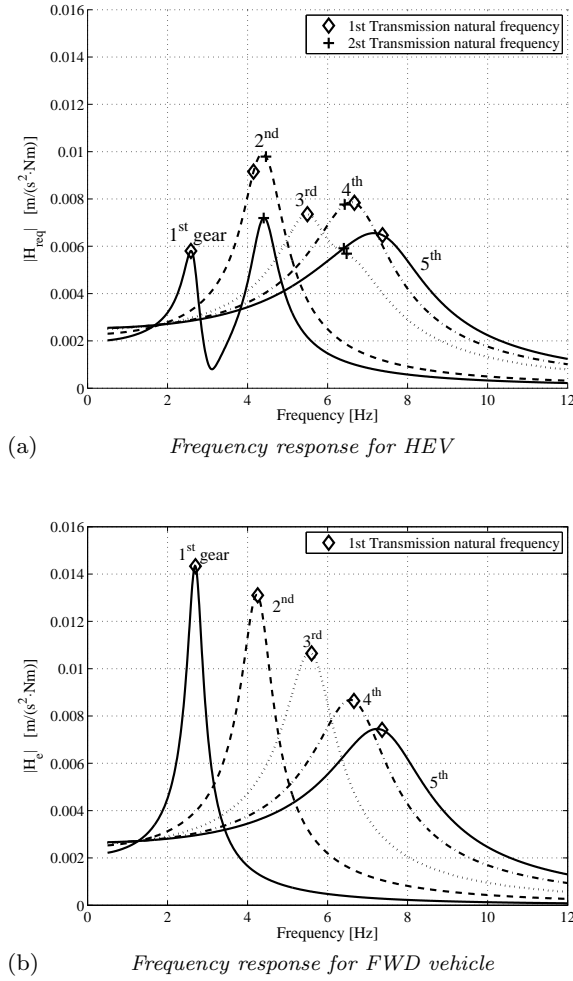 0.016
0.014
0.012
0.01
0.008
0.006
0.004
0.002
0
|H_req| [m/(s²·Nm)]
1st Transmission natural frequency
2st Transmission natural frequency
1st gear
2nd
3rd
4th
5th
0 2 4 6 8 10 12
Frequency [Hz]
(a) Frequency response for HEV
0.016
0.014
0.012
0.01
0.008
0.006
0.004
0.002
0
|H_e| [m/(s²·Nm)]
1st Transmission natural frequency
1st gear
2nd
3rd
4th
5th
0 2 4 6 8 10 12
Frequency [Hz]
(b) Frequency response for FWD vehicle